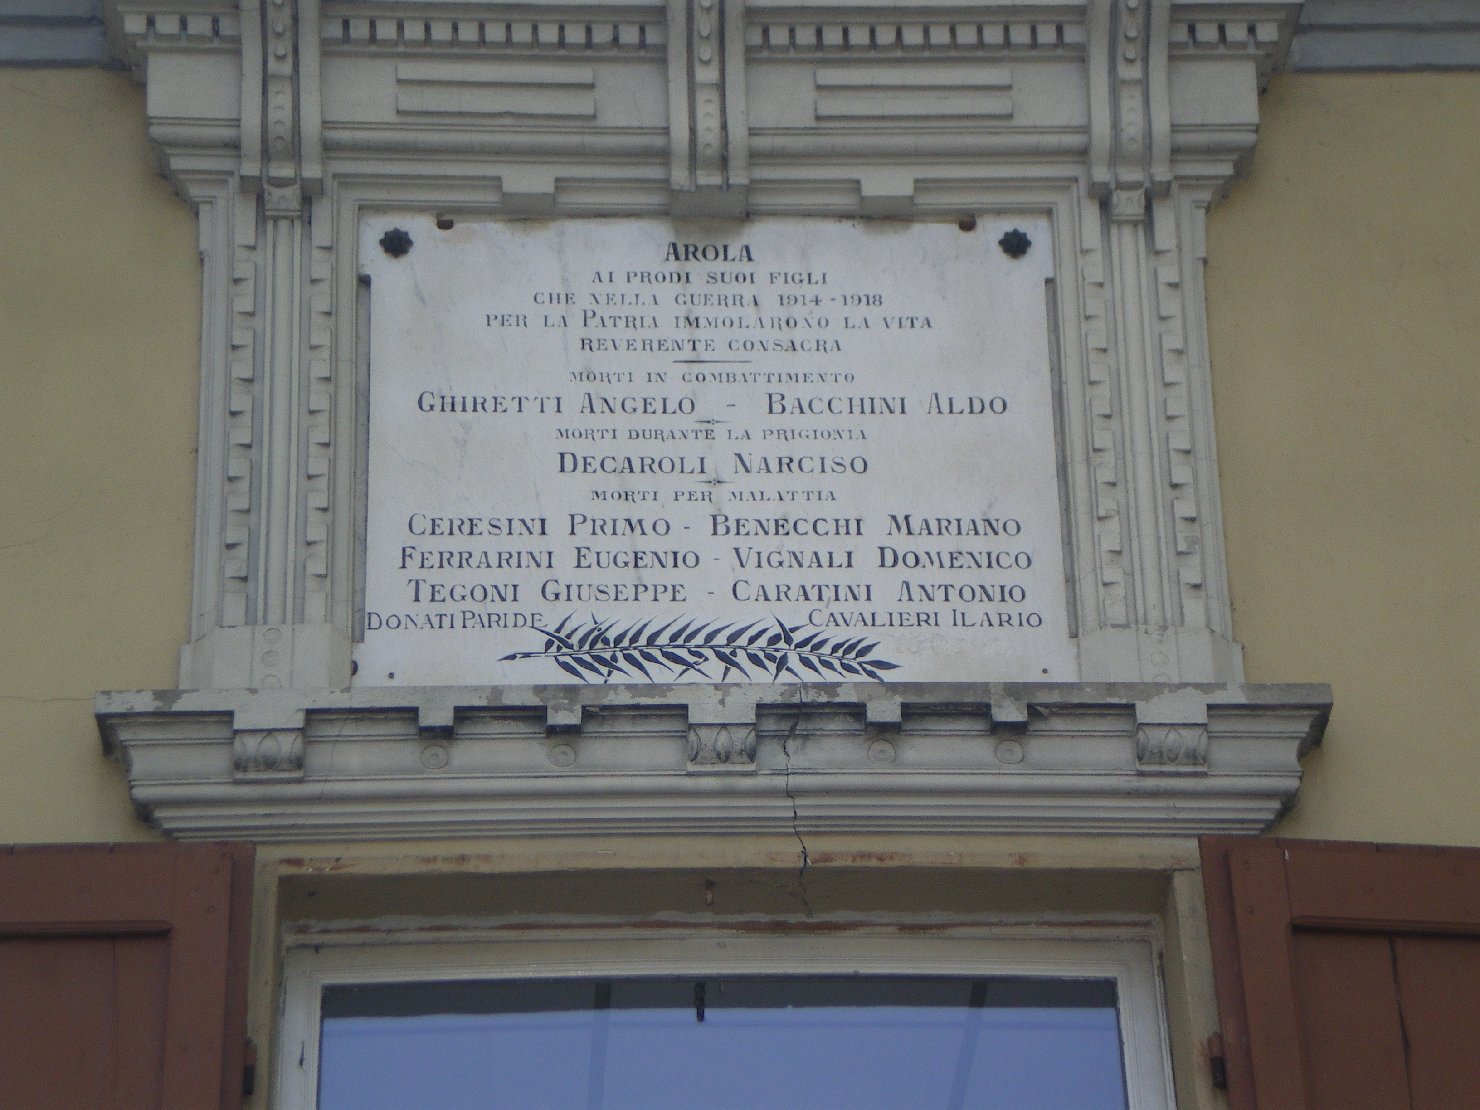 AROLA
AI PRODI SUOI FIGLI
CHE NELLA GUERRA 1914-1918
PER LA PATRIA IMMOLARONO LA VITA
REVERENTE CONSACRA
MORTI IN COMBATTIMENTO
GHIRETTI ANGELO - BACCHINI ALDO
MORTI DURANTE LA PRIGIONIA
DECAROLI NARCISO
MORTI PER MALATTIA
CERESINI PRIMO - BENECCHI MARIANO
FERRARINI EUGENIO - VIGNALI DOMENICO
TEGONI GIUSEPPE - CARATINI ANTONIO
DONATI PARIDE CAVALIERI ILARIO